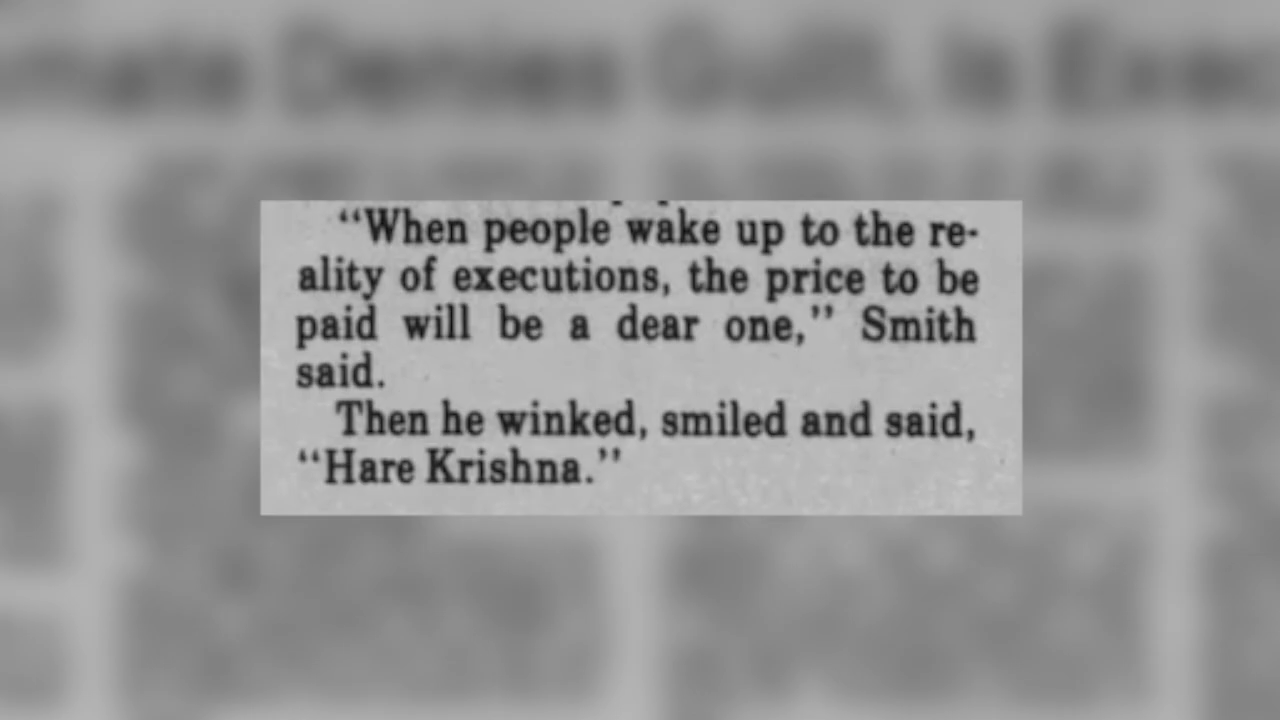 “When people wake up to the re-
ality of executions, the price to be
paid will be a dear one,” Smith
said.
Then he winked, smiled and said,
“Hare Krishna.”